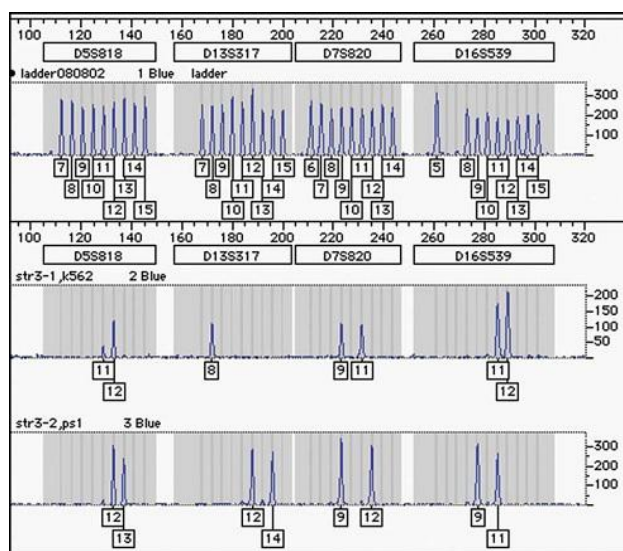 100 120 140 160 180 200 220 240 260 280 300 320
D5S818 D13S317 D7S820 D16S539
ladder080802 1 Blue ladder
300
200
100
7 9 11 14 7 9 12 15 6 8 11 14 5 8 11 14
8 10 13 8 11 14 7 9 12 9 12 15
12 15 10 13 10 13 10 13
100 120 140 160 180 200 220 240 260 280 300 320
D5S818 D13S317 D7S820 D16S539
str3-1,k562 2 Blue
200
150
100
50
11 8 9 11 11
12 12
str3-2,ps1 3 Blue
300
200
100
12 12 9 12 9
13 14 11